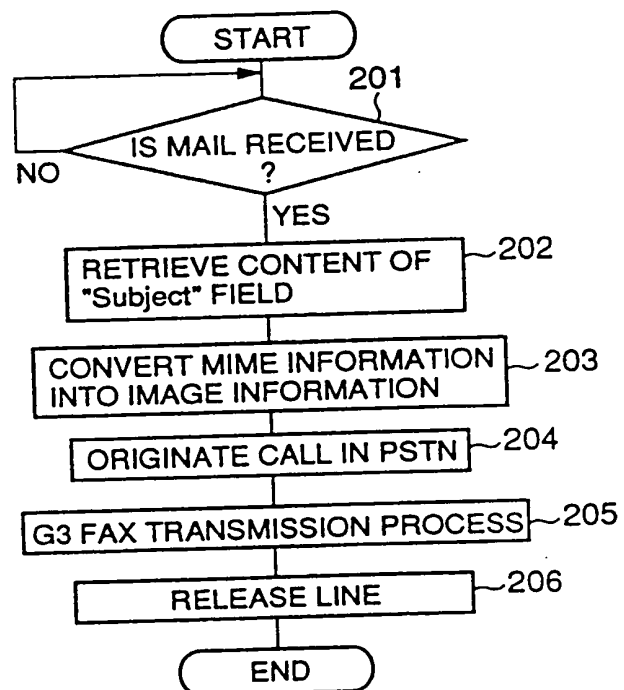 START
201
IS MAIL RECEIVED
?
NO
YES
RETRIEVE CONTENT OF
"Subject" FIELD
202
CONVERT MIME INFORMATION
INTO IMAGE INFORMATION
203
ORIGINATE CALL IN PSTN
204
G3 FAX TRANSMISSION PROCESS
205
RELEASE LINE
206
END